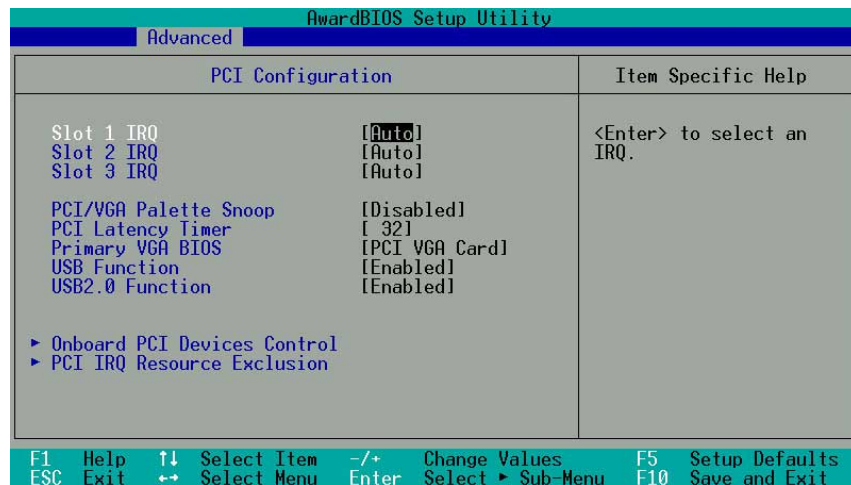 AwardBIOS Setup Utility
Advanced
PCI Configuration
Item Specific Help
Slot 1 IRQ [Auto]
Slot 2 IRQ [Auto]
Slot 3 IRQ [Auto]
<Enter> to select an
IRQ.
PCI/VGA Palette Snoop [Disabled]
PCI Latency Timer [ 32]
Primary VGA BIOS [PCI VGA Card]
USB Function [Enabled]
USB2.0 Function [Enabled]
► Onboard PCI Devices Control
► PCI IRQ Resource Exclusion
F1 Help ↑↓ Select Item -/+ Change Values F5 Setup Defaults
ESC Exit ←→ Select Menu Enter Select ► Sub-Menu F10 Save and Exit